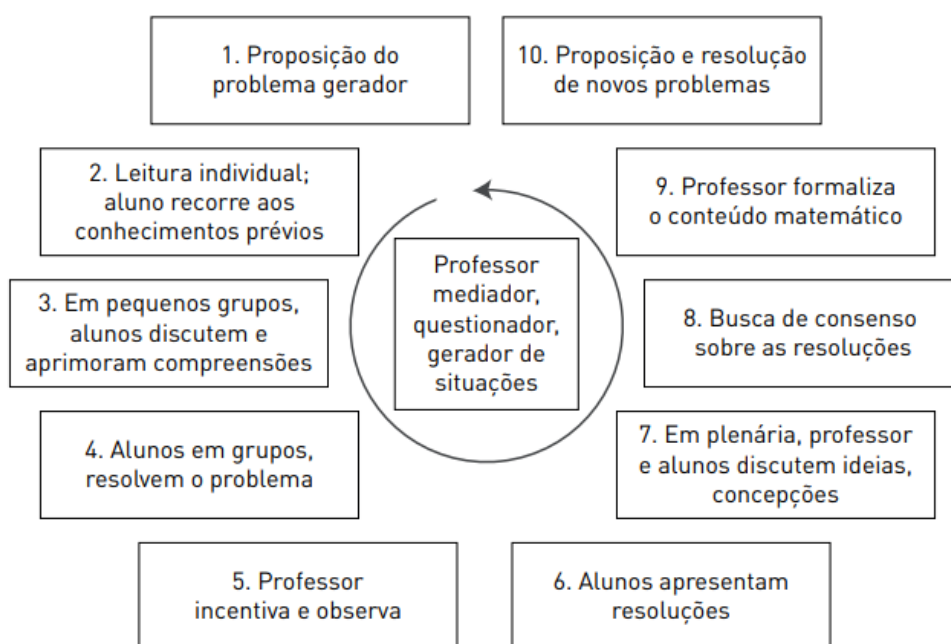 1. Proposição do
problema gerador
2. Leitura individual;
aluno recorre aos
conhecimentos prévios
3. Em pequenos grupos,
alunos discutem e
aprimoram compreensões
4. Alunos em grupos,
resolvem o problema
5. Professor
incentiva e observa
6. Alunos apresentam
resoluções
7. Em plenária, professor
e alunos discutem ideias,
concepções
8. Busca de consenso
sobre as resoluções
9. Professor formaliza
o conteúdo matemático
10. Proposição e resolução
de novos problemas
Professor
mediador,
questionador,
gerador de
situações